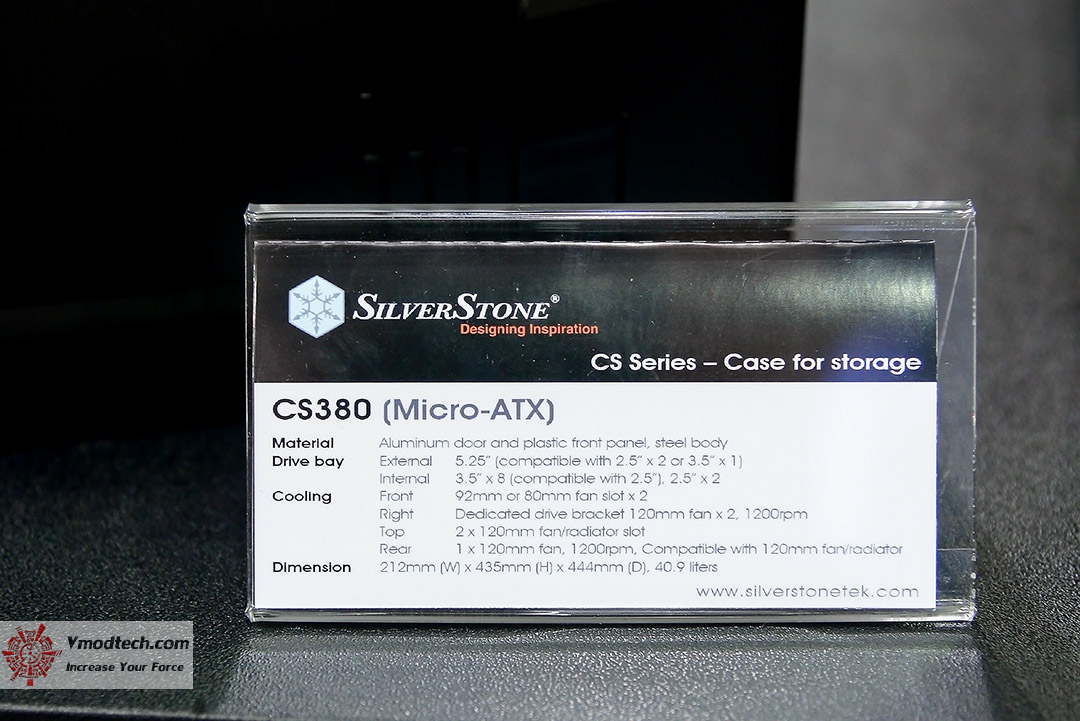 SILVERSTONE®
Designing Inspiration
CS Series – Case for storage
CS380 (Micro-ATX)
Material Aluminum door and plastic front panel, steel body
Drive bay External 5.25" (compatible with 2.5" x 2 or 3.5" x 1)
Internal 3.5" x 8 (compatible with 2.5"), 2.5" x 2
Cooling Front 92mm or 80mm fan slot x 2
Right Dedicated drive bracket 120mm fan x 2, 1200rpm
Top 2 x 120mm fan/radiator slot
Rear 1 x 120mm fan, 1200rpm, Compatible with 120mm fan/radiator
Dimension 212mm (W) x 435mm (H) x 444mm (D), 40.9 liters
www.silverstonetek.com
Vmodtech.com
Increase Your Force